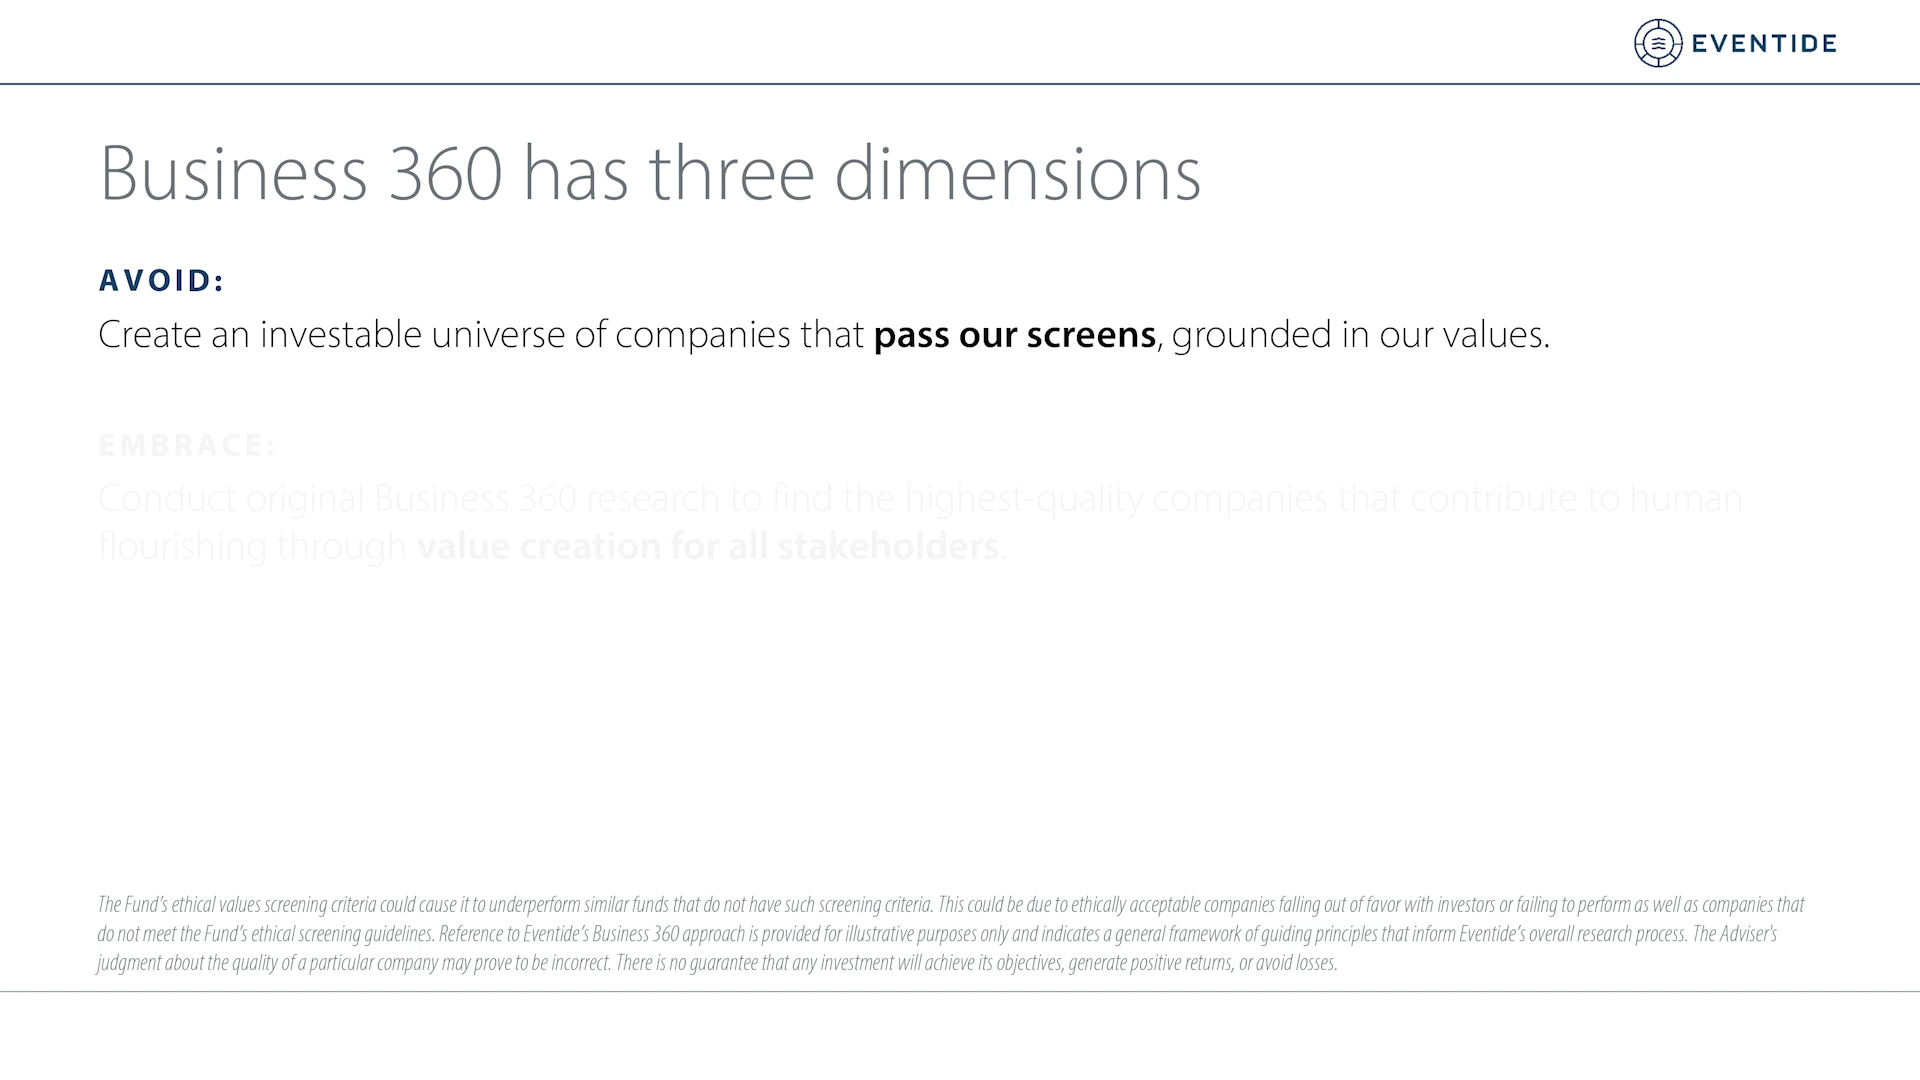 EVENTIDE
Business 360 has three dimensions
AVOID:
Create an investable universe of companies that pass our screens, grounded in our values.
EMBRACE:
Conduct original Business 360 research to find the highest-quality companies that contribute to human
flourishing through value creation for all stakeholders.
The Fund’s ethical values screening criteria could cause it to underperform similar funds that do not have such screening criteria. This could be due to ethically acceptable companies falling out of favor with investors or failing to perform as well as companies that
do not meet the Fund’s ethical screening guidelines. Reference to Eventide’s Business 360 approach is provided for illustrative purposes only and indicates a general framework of guiding principles that inform Eventide’s overall research process. The Adviser's
judgment about the quality of a particular company may prove to be incorrect. There is no guarantee that any investment will achieve its objectives, generate positive returns, or avoid losses.